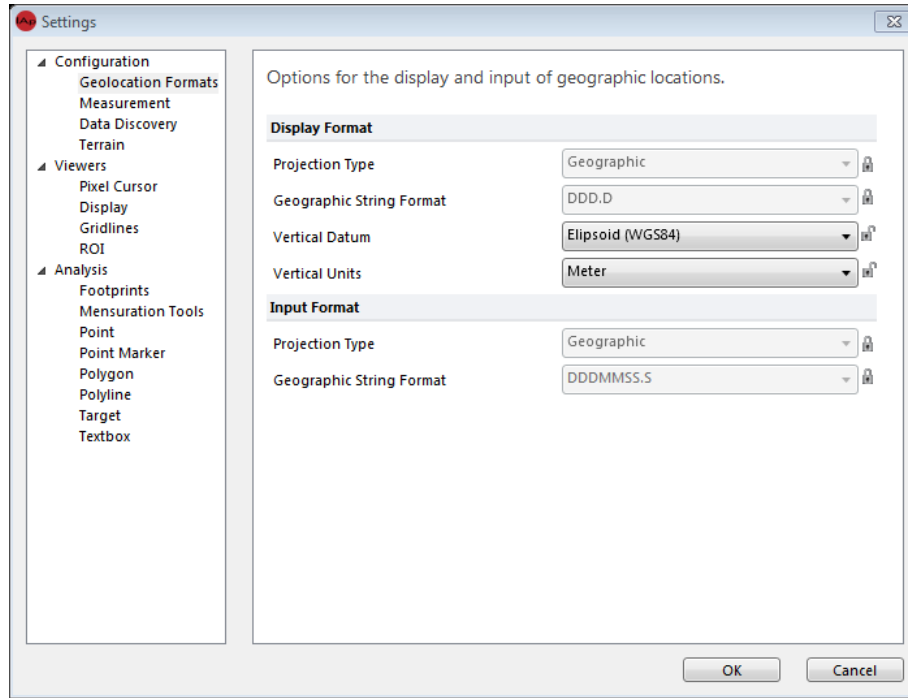 IAp Settings
Configuration
Geolocation Formats
Measurement
Data Discovery
Terrain
Viewers
Pixel Cursor
Display
Gridlines
ROI
Analysis
Footprints
Mensuration Tools
Point
Point Marker
Polygon
Polyline
Target
Textbox
Options for the display and input of geographic locations.
Display Format
Projection Type Geographic
Geographic String Format DDD.D
Vertical Datum Elipsoid (WGS84)
Vertical Units Meter
Input Format
Projection Type Geographic
Geographic String Format DDDMMSS.S
OK Cancel